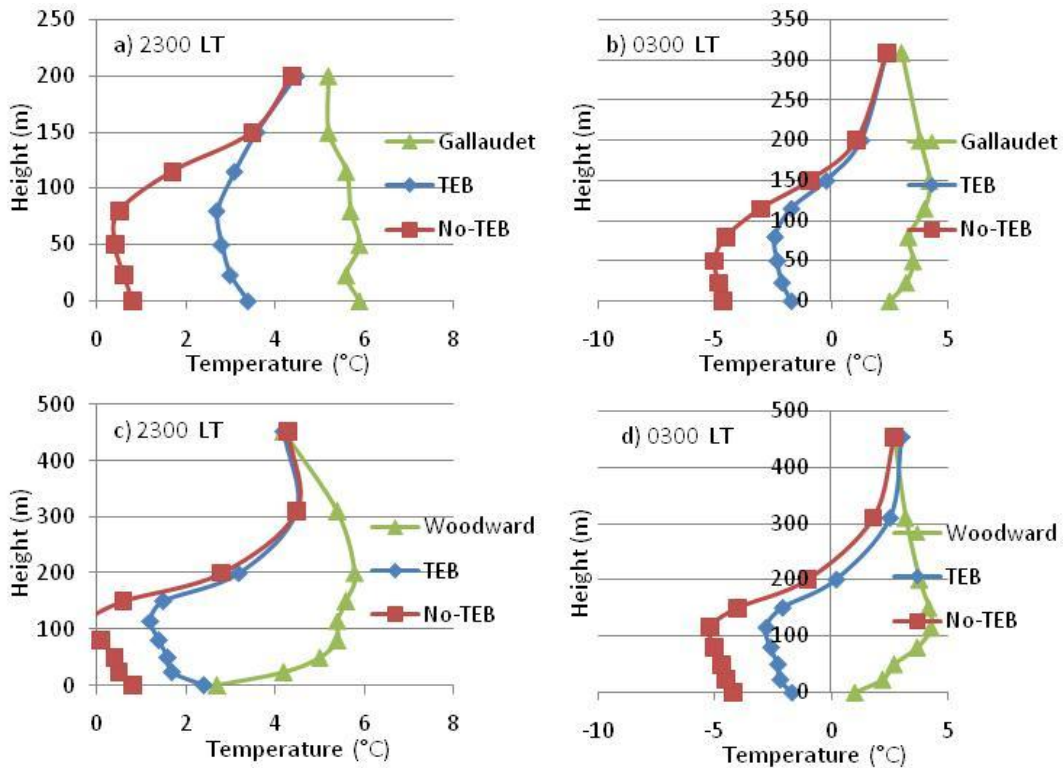 a) 2300 LT
Height (m)
250
200
150
100
50
0
0 2 4 6 8
Temperature (°C)
Gallaudet
TEB
No-TEB
b) 0300 LT
Height (m)
350
300
250
200
150
100
50
0
-10 -5 0 5
Temperature (°C)
Gallaudet
TEB
No-TEB
c) 2300 LT
Height (m)
500
400
300
200
100
0
0 2 4 6 8
Temperature (°C)
Woodward
TEB
No-TEB
d) 0300 LT
Height (m)
500
400
300
200
100
0
-10 -5 0 5
Temperature (°C)
Woodward
TEB
No-TEB